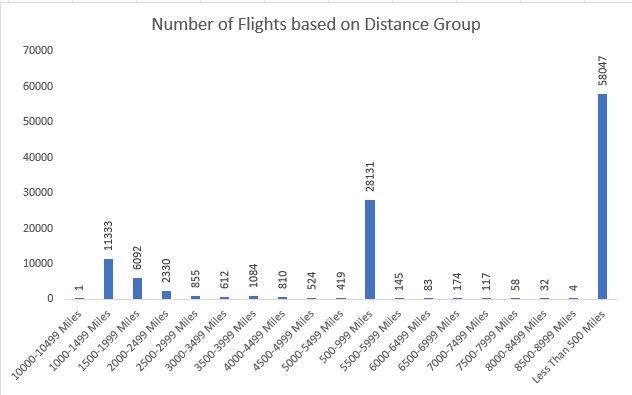 Number of Flights based on Distance Group
70000
60000
50000
40000
30000
20000
10000
0
1
11333
6092
2330
855
612
1084
810
524
419
28131
145
83
174
117
58
32
4
58047
10000-10499 Miles
1000-1499 Miles
1500-1999 Miles
2000-2499 Miles
2500-2999 Miles
3000-3499 Miles
3500-3999 Miles
4000-4499 Miles
4500-4999 Miles
5000-5499 Miles
500-999 Miles
5500-5999 Miles
6000-6499 Miles
6500-6999 Miles
7000-7499 Miles
7500-7999 Miles
8000-8499 Miles
8500-8999 Miles
Less Than 500 Miles